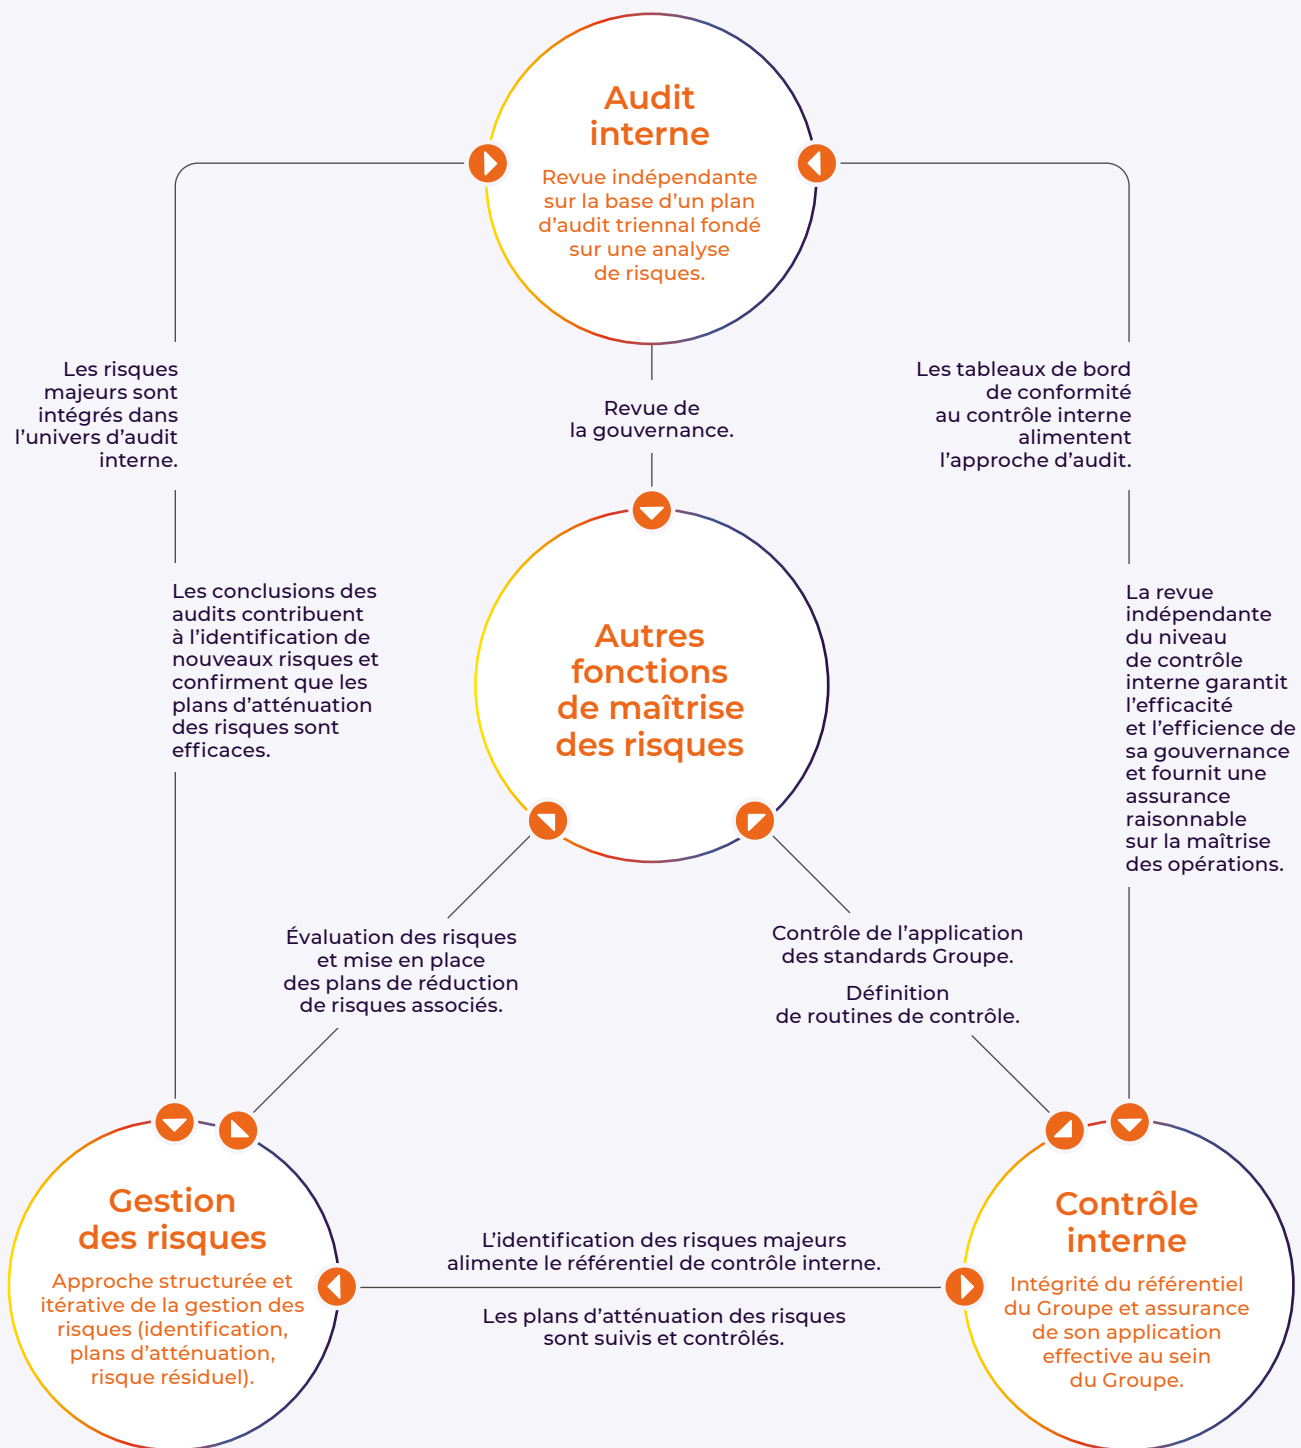 Audit
interne
Revue indépendante
sur la base d’un plan
d’audit triennal fondé
sur une analyse
de risques.
Les risques
majeurs sont
intégrés dans
l’univers d’audit
interne.
Revue de
la gouvernance.
Les tableaux de bord
de conformité
au contrôle interne
alimentent
l’approche d’audit.
Les conclusions des
audits contribuent
à l’identification de
nouveaux risques et
confirment que les
plans d’atténuation
des risques sont
efficaces.
Autres
fonctions
de maîtrise
des risques
La revue
indépendante
du niveau
de contrôle
interne garantit
l’efficacité
et l’efficience de
sa gouvernance
et fournit une
assurance
raisonnable
sur la maîtrise
des opérations.
Évaluation des risques
et mise en place
des plans de réduction
de risques associés.
Contrôle de l’application
des standards Groupe.
Définition
de routines de contrôle.
Gestion
des risques
Approche structurée et
itérative de la gestion des
risques (identification,
plans d’atténuation,
risque résiduel).
L’identification des risques majeurs
alimente le référentiel de contrôle interne.
Les plans d’atténuation des risques
sont suivis et contrôlés.
Contrôle
interne
Intégrité du référentiel
du Groupe et assurance
de son application
effective au sein
du Groupe.